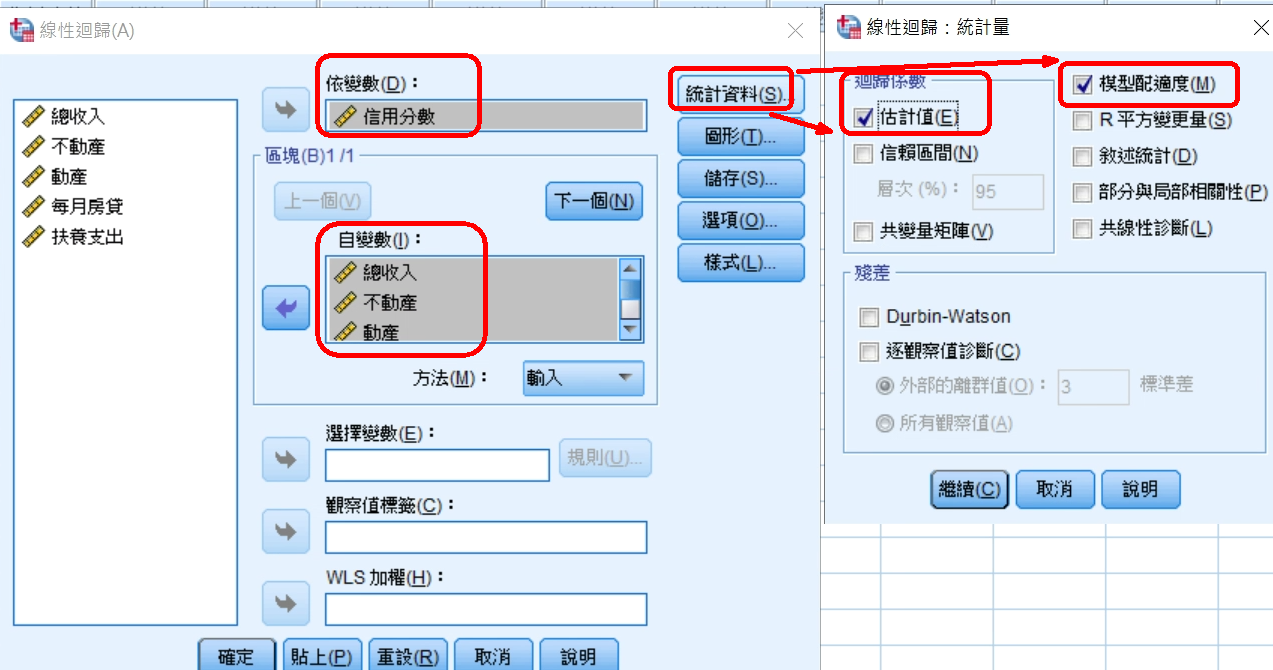 線性迴歸(A)
總收入
不動產
動產
每月房貸
扶養支出
依變數(D)：
信用分數
區塊(B)1 /1
上一個(V)
下一個(N)
自變數(I)：
總收入
不動產
動產
方法(M)：
輸入
選擇變數(E)：
規則(U)...
觀察值標籤(C)：
WLS 加權(H)：
統計資料(S)...
圖形(T)...
儲存(S)...
選項(O)...
樣式(L)...
確定
貼上(P)
重設(R)
取消
說明
線性迴歸：統計量
迴歸係數
估計值(E)
信賴區間(N)
層次 (%)：
95
共變量矩陣(V)
模型配適度(M)
R 平方變更量(S)
敘述統計(D)
部分與局部相關性(P)
共線性診斷(L)
殘差
Durbin-Watson
逐觀察值診斷(C)
外部的離群值(O)：
3
標準差
所有觀察值(A)
繼續(C)
取消
說明